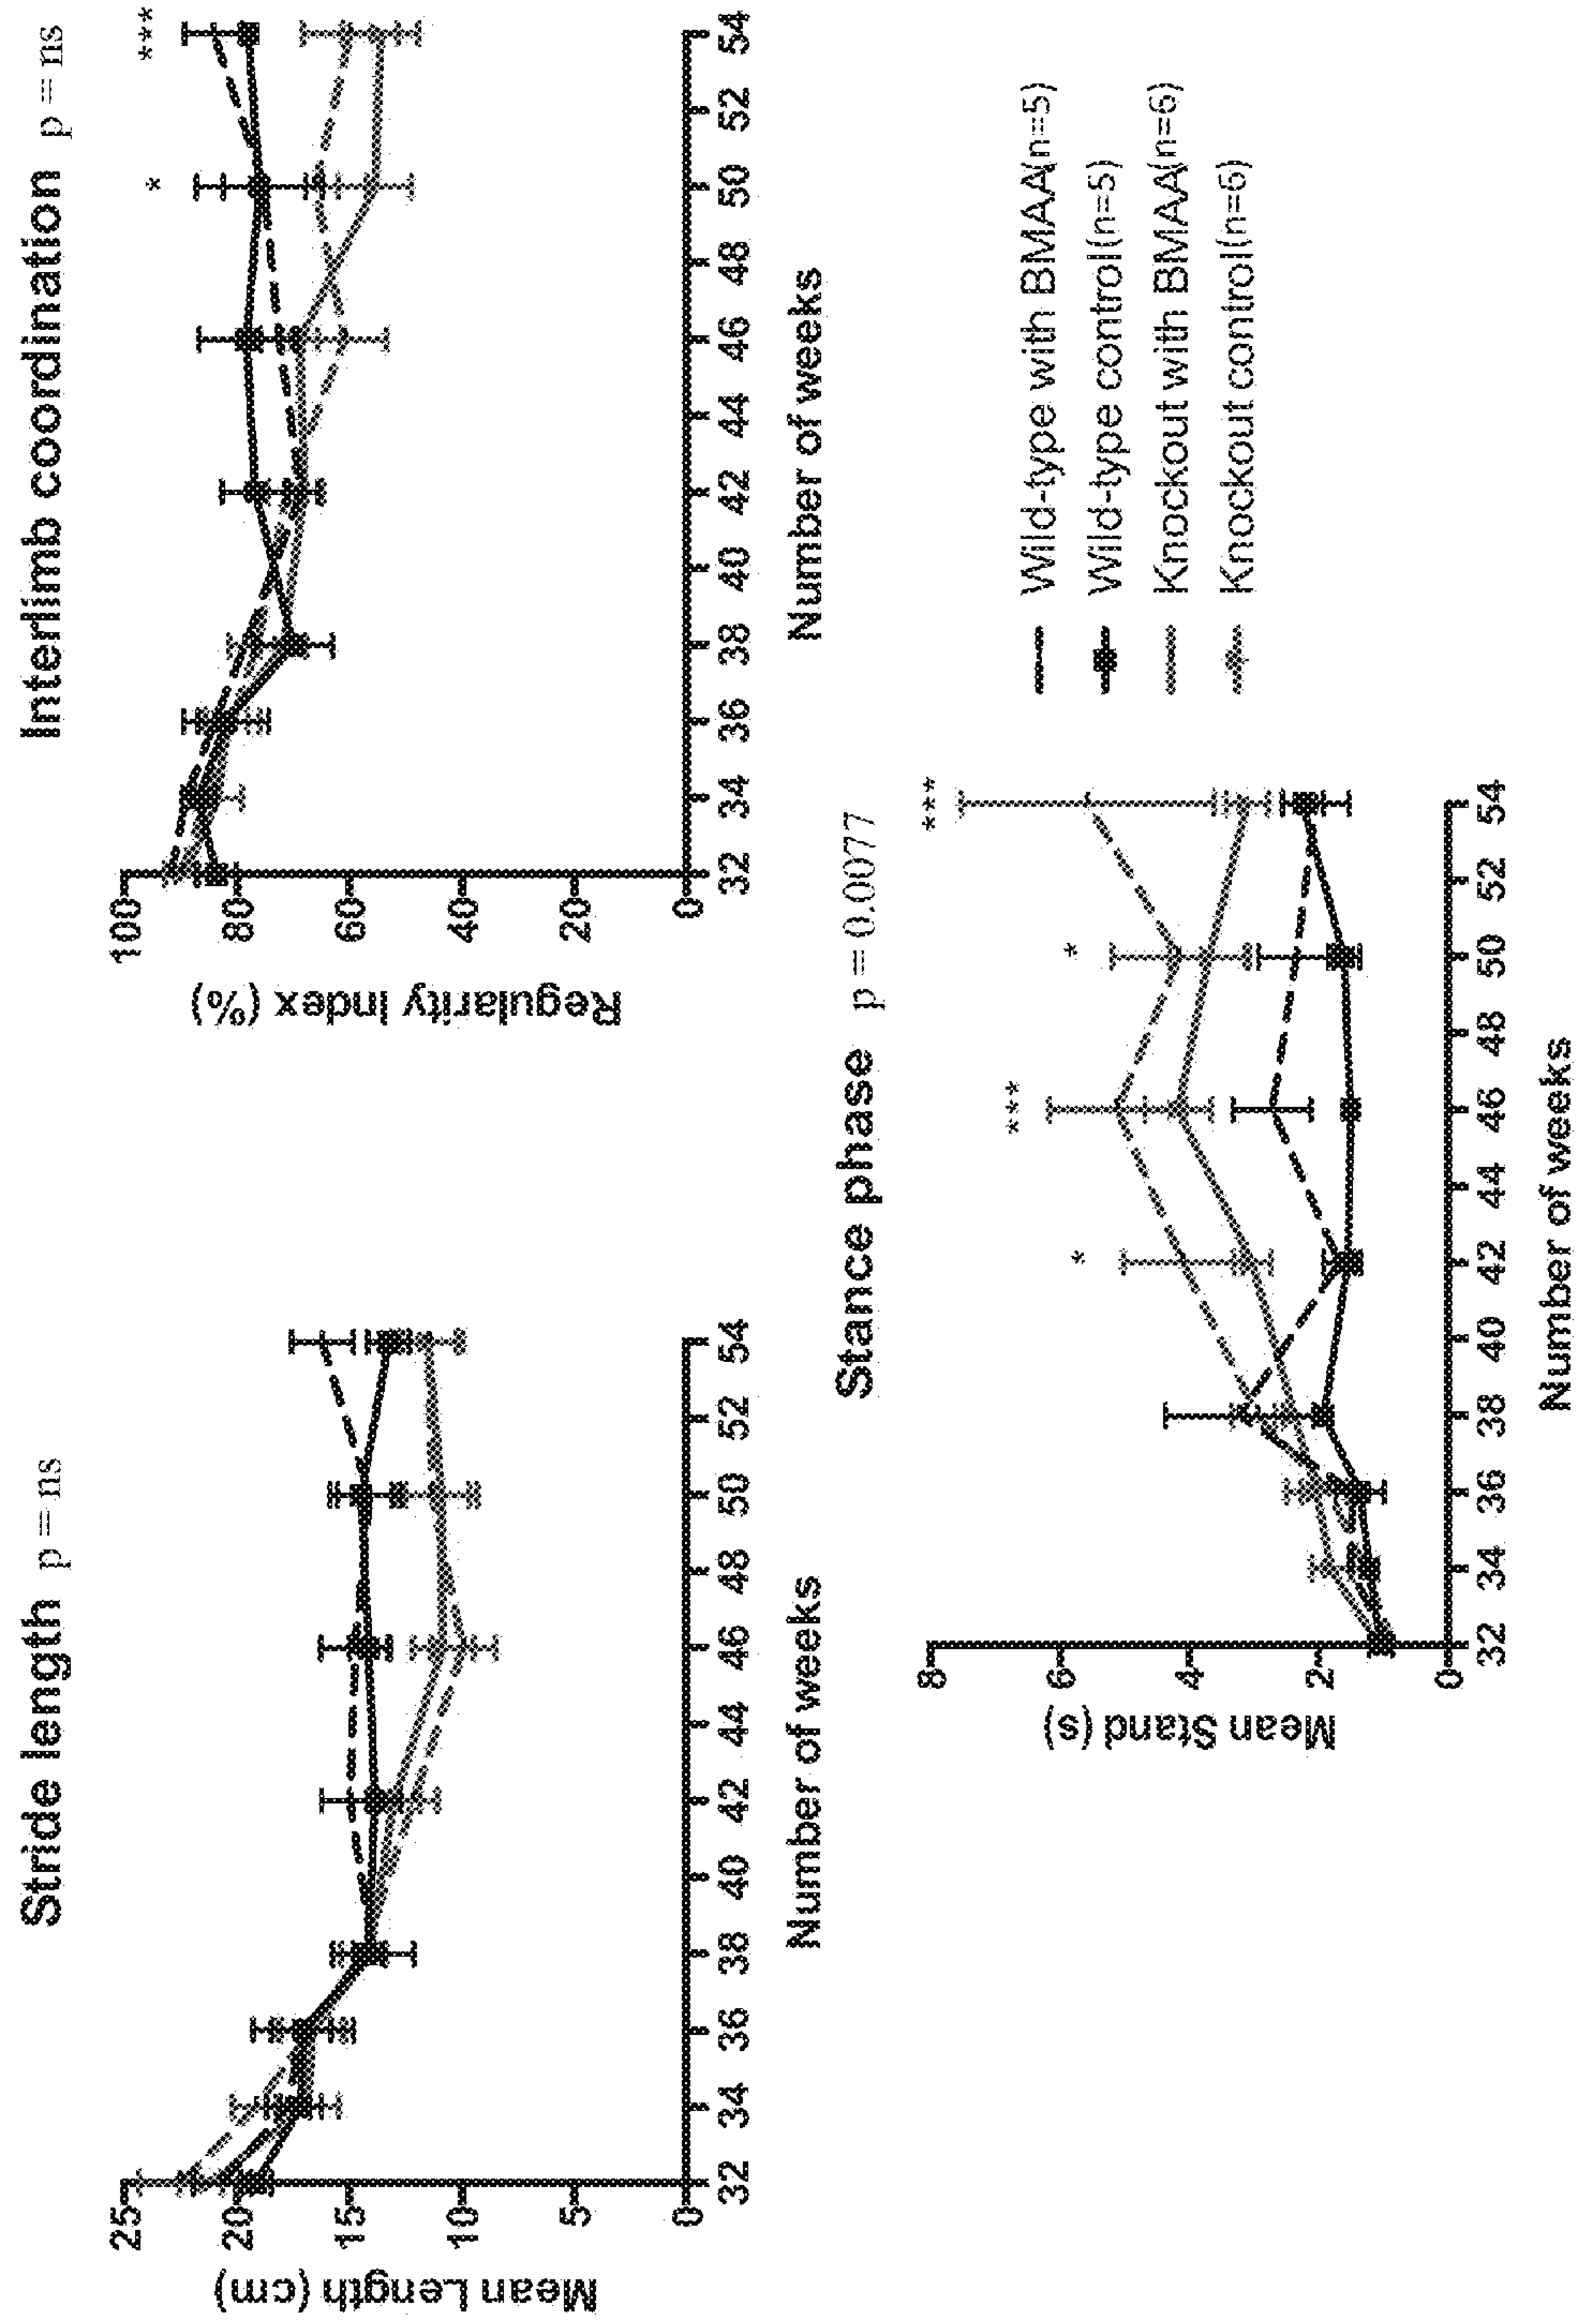 Stride length p = ns
Mean Length (cm)
25
20
15
10
5
0
32 34 36 38 40 42 44 46 48 50 52 54
Number of weeks
Interlimb coordination p = ns
Regularity Index (%)
100
80
60
40
20
0
* ***
32 34 36 38 40 42 44 46 48 50 52 54
Number of weeks
Stance phase p = 0.0077
Mean Stand (s)
8
6
4
2
0
* *** * ***
32 34 36 38 40 42 44 46 48 50 52 54
Number of weeks
Wild-type with BMAA(n=5)
Wild-type control(n=5)
Knockout with BMAA(n=6)
Knockout control(n=6)